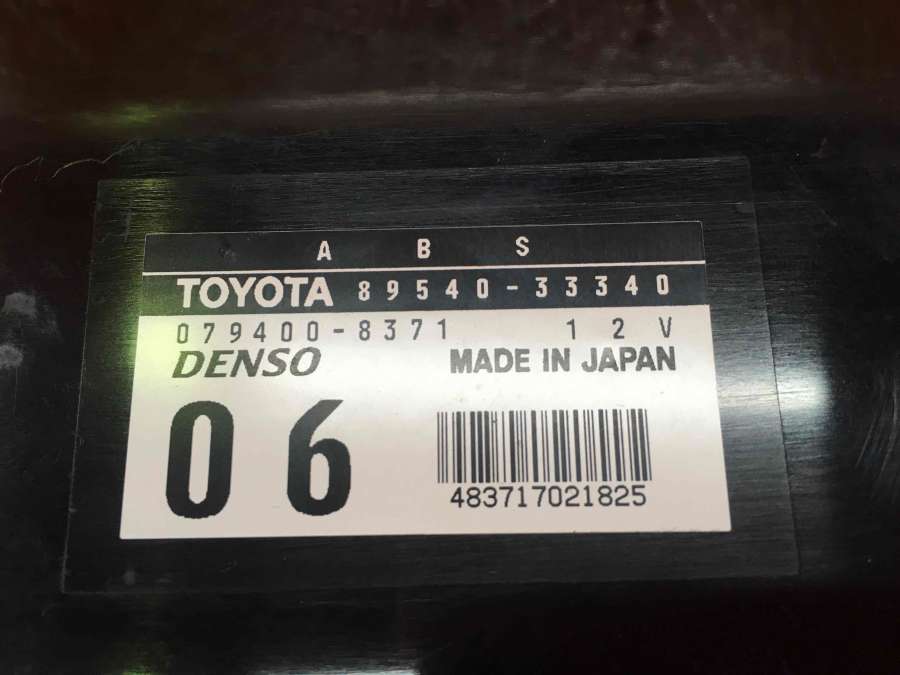 A B S
TOYOTA 89540-33340
079400-8371 12V
DENSO MADE IN JAPAN
06
483717021825